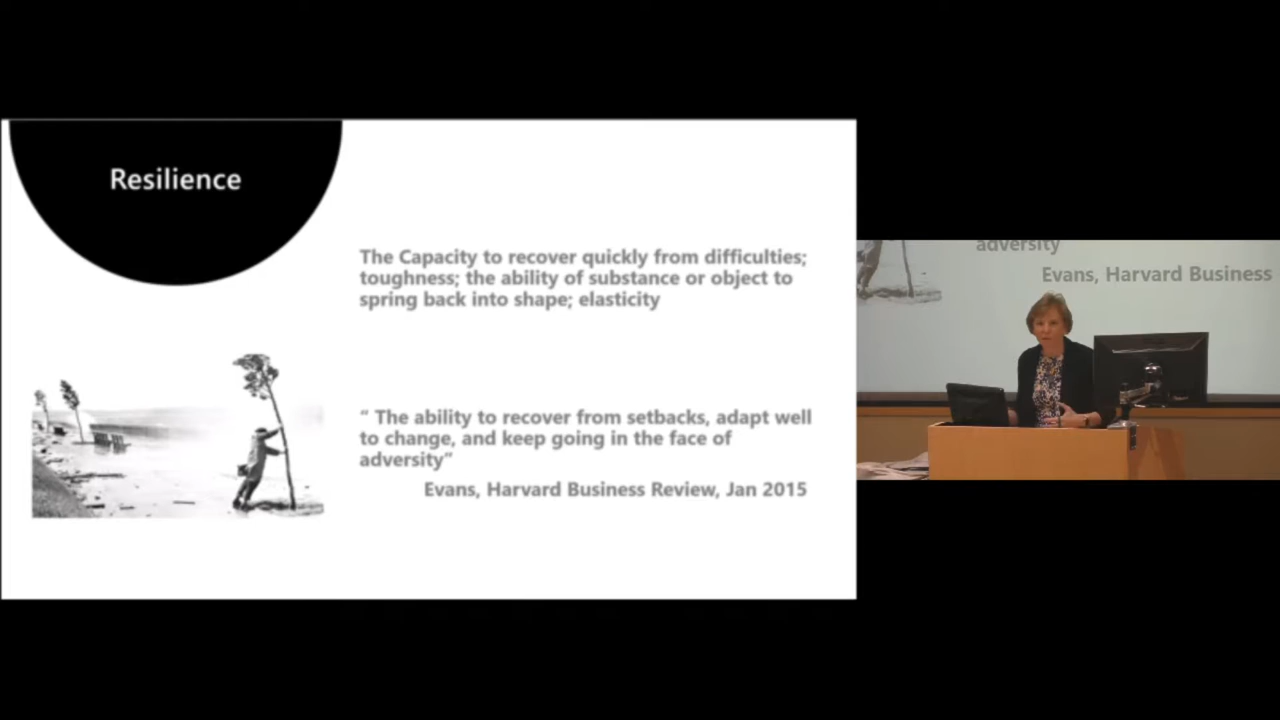 Resilience
The Capacity to recover quickly from difficulties;
toughness; the ability of substance or object to
spring back into shape; elasticity
“ The ability to recover from setbacks, adapt well
to change, and keep going in the face of
adversity”
Evans, Harvard Business Review, Jan 2015
adversity
Evans, Harvard Business